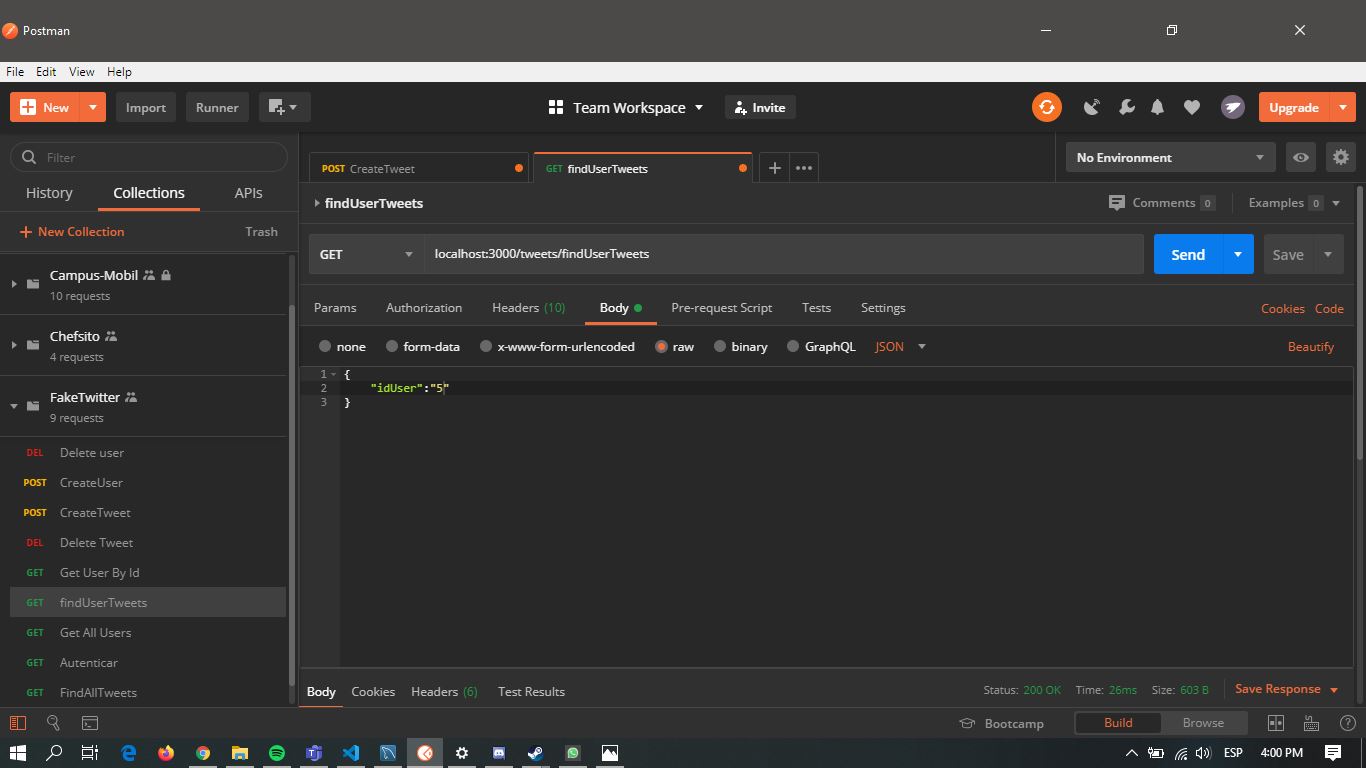 Postman
File Edit View Help
New Import Runner Team Workspace Invite Upgrade
Filter
History Collections APIs
New Collection Trash
Campus-Mobil
10 requests
Chefsito
4 requests
FakeTwitter
9 requests
DEL Delete user
POST CreateUser
POST CreateTweet
DEL Delete Tweet
GET Get User By Id
GET findUserTweets
GET Get All Users
GET Autenticar
GET FindAllTweets
POST CreateTweet GET findUserTweets No Environment
findUserTweets Comments 0 Examples 0
GET localhost:3000/tweets/findUserTweets Send Save
Params Authorization Headers (10) Body Pre-request Script Tests Settings Cookies Code
none form-data x-www-form-urlencoded raw binary GraphQL JSON Beautify
1 {
2 "idUser":"5"
3 }
Body Cookies Headers (6) Test Results Status: 200 OK Time: 26ms Size: 603 B Save Response
Bootcamp Build Browse
ESP 4:00 PM